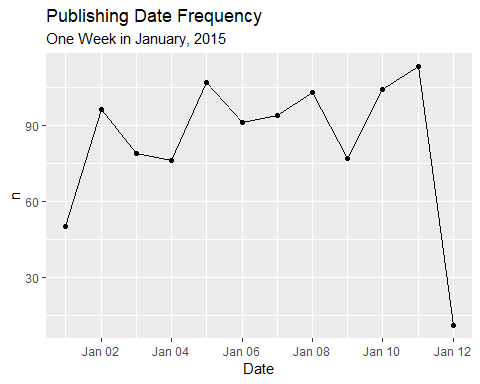 Publishing Date Frequency
One Week in January, 2015
90
60
30
n
Jan 02 Jan 04 Jan 06 Jan 08 Jan 10 Jan 12
Date